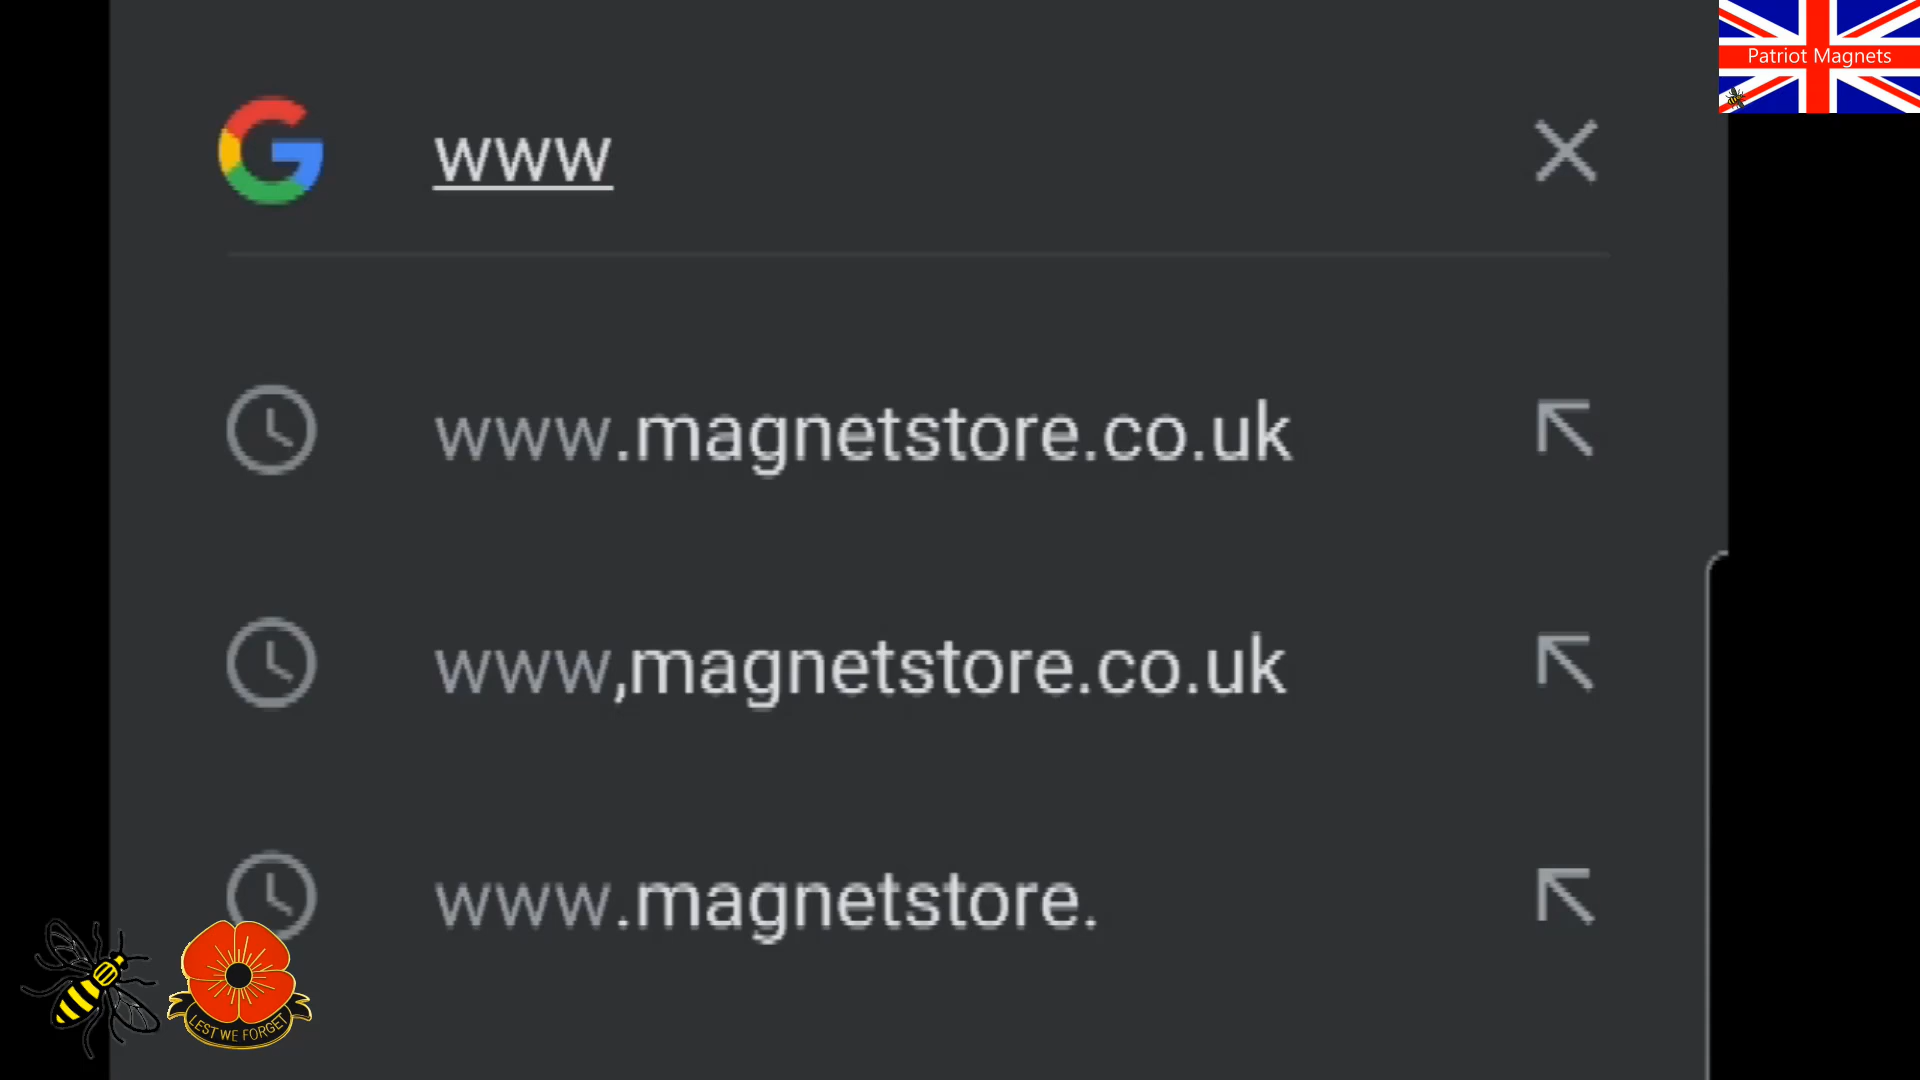 Patriot Magnets
www
www.magnetstore.co.uk
www,magnetstore.co.uk
www.magnetstore.
LEST WE FORGET